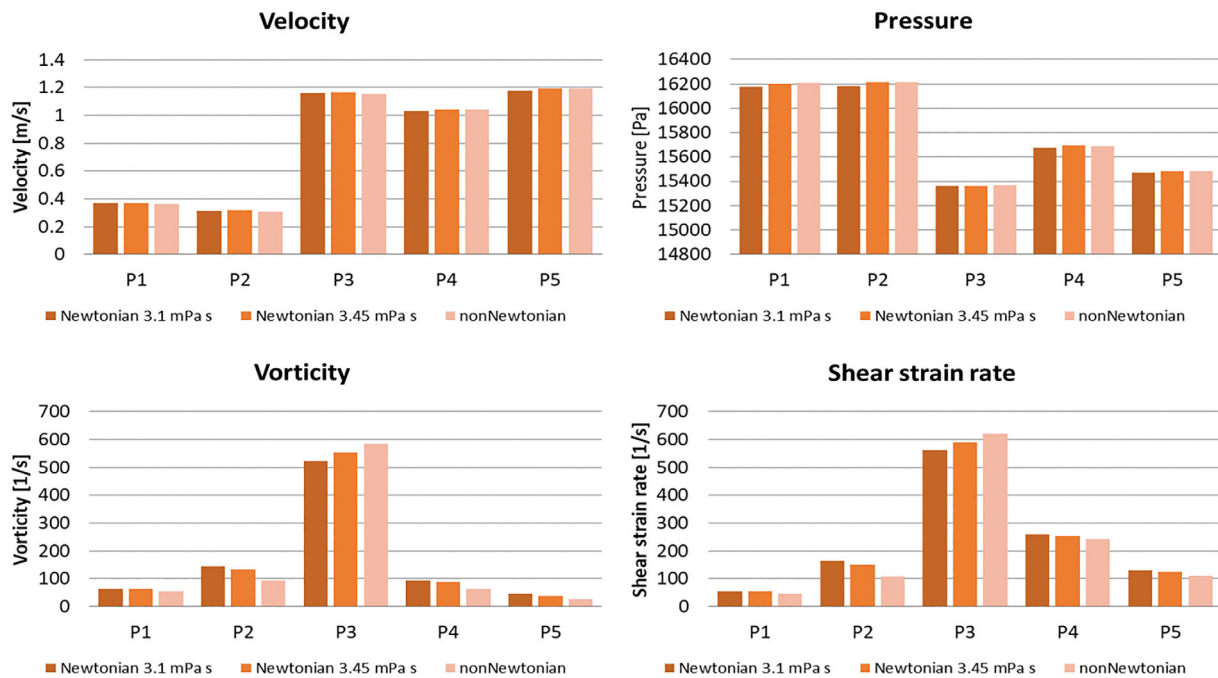 Velocity
Velocity [m/s]
1.4
1.2
1
0.8
0.6
0.4
0.2
0
P1 P2 P3 P4 P5
Newtonian 3.1 mPa s Newtonian 3.45 mPa s nonNewtonian
Pressure
Pressure [Pa]
16400
16200
16000
15800
15600
15400
15200
15000
14800
P1 P2 P3 P4 P5
Newtonian 3.1 mPa s Newtonian 3.45 mPa s nonNewtonian
Vorticity
Vorticity [1/s]
700
600
500
400
300
200
100
0
P1 P2 P3 P4 P5
Newtonian 3.1 mPa s Newtonian 3.45 mPa s nonNewtonian
Shear strain rate
Shear strain rate [1/s]
700
600
500
400
300
200
100
0
P1 P2 P3 P4 P5
Newtonian 3.1 mPa s Newtonian 3.45 mPa s nonNewtonian